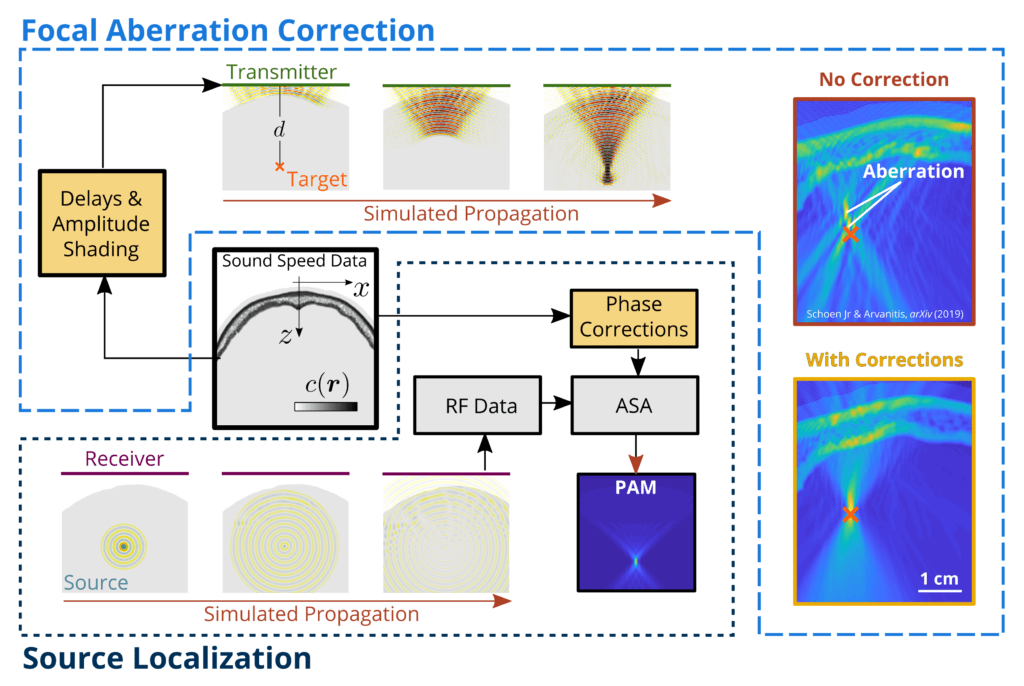 Focal Aberration Correction
Transmitter
d
Target
Simulated Propagation
Delays &
Amplitude
Shading
Sound Speed Data
x
z
c(r)
Phase
Corrections
RF Data
ASA
PAM
Receiver
Source
Simulated Propagation
Source Localization
No Correction
Aberration
Schoen Jr & Arvanitis, arXiv (2019)
With Corrections
1 cm